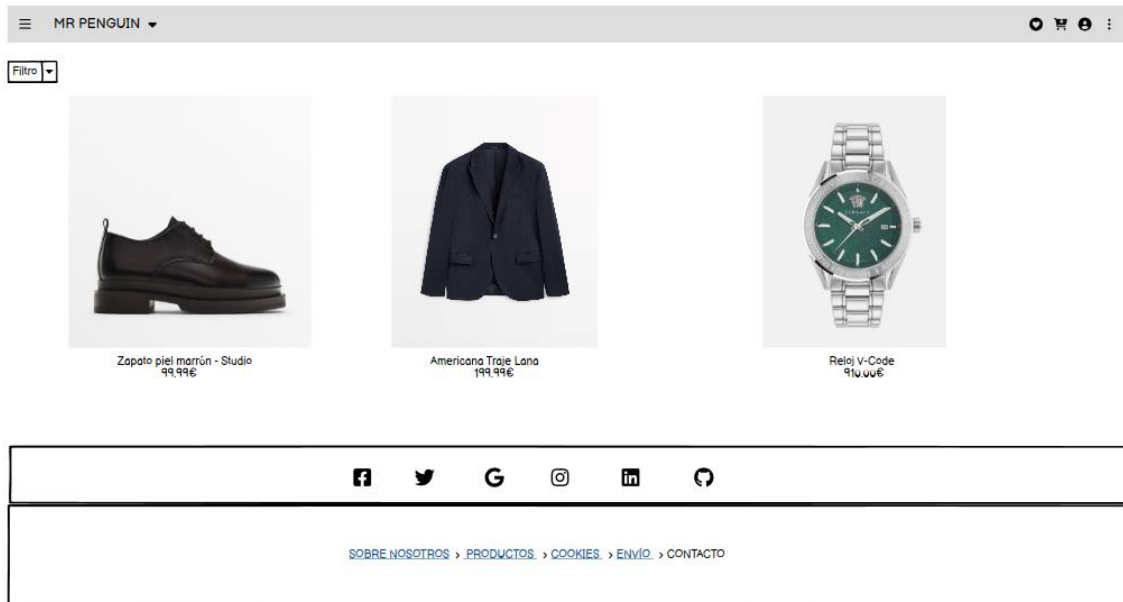 MR PENGUIN
Filtro
Zapato piel marrón - Studio
99,99€
Americana Traje Lana
199,99€
Reloj V-Code
910,00€
SOBRE NOSOTROS > PRODUCTOS > COOKIES > ENVÍO > CONTACTO